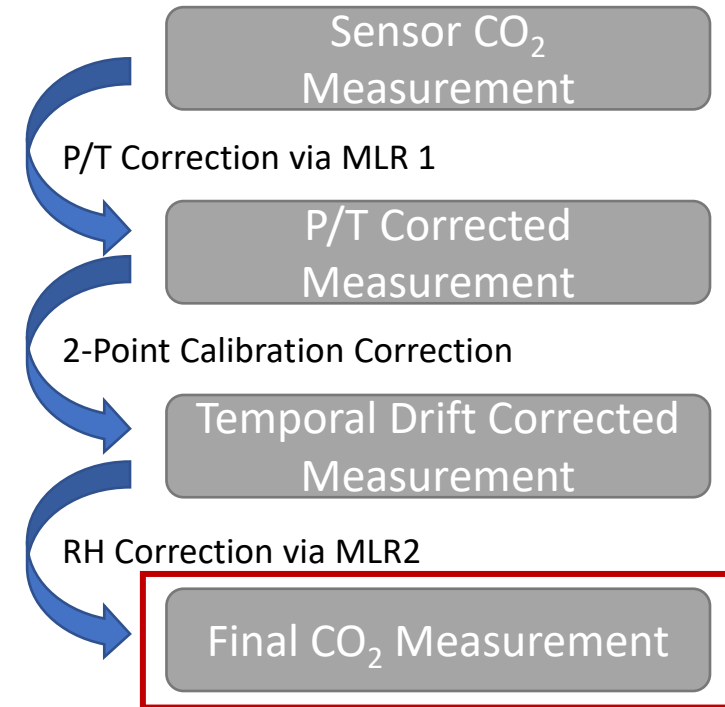 Sensor CO₂
Measurement
P/T Correction via MLR 1
P/T Corrected
Measurement
2-Point Calibration Correction
Temporal Drift Corrected
Measurement
RH Correction via MLR2
Final CO₂ Measurement